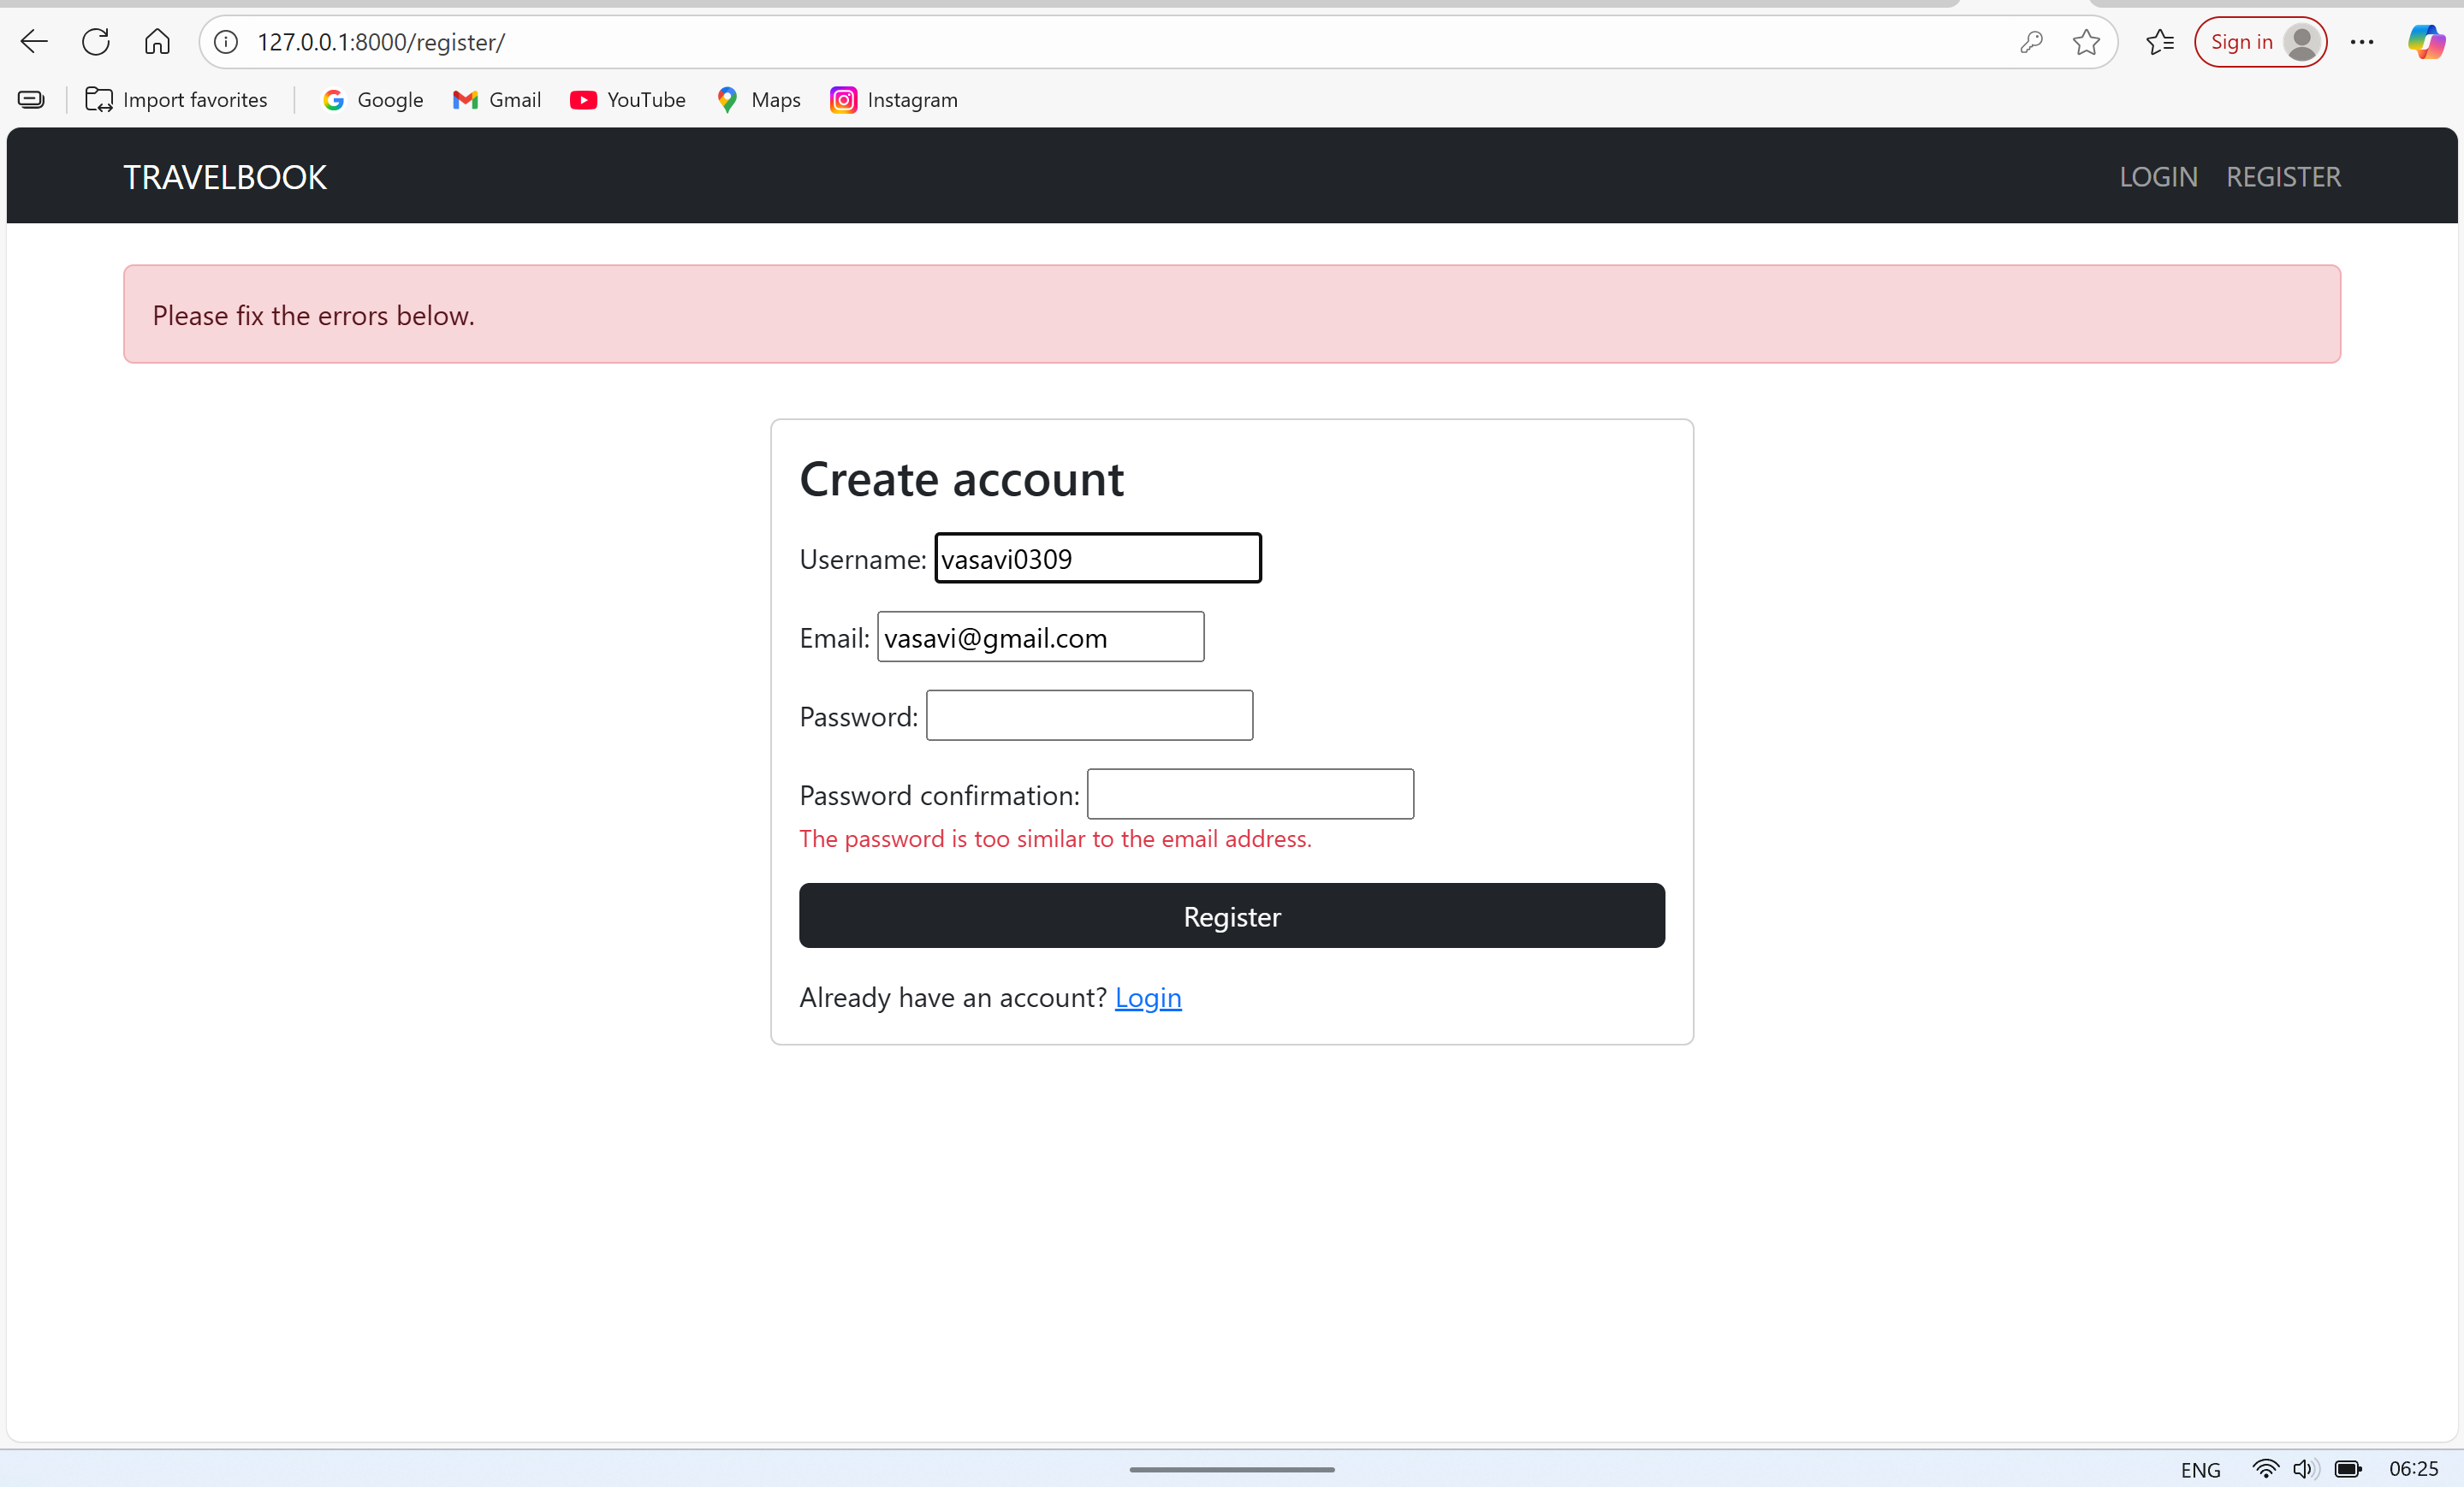 127.0.0.1:8000/register/
Sign in
Import favorites
Google
Gmail
YouTube
Maps
Instagram
TRAVELBOOK
LOGIN REGISTER
Please fix the errors below.
Create account
Username: vasavi0309
Email: vasavi@gmail.com
Password:
Password confirmation:
The password is too similar to the email address.
Register
Already have an account? Login
ENG
06:25